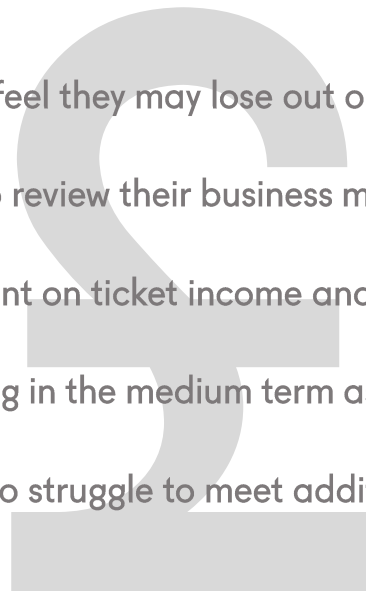 feel they may lose out o
review their business m
nt on ticket income and
g in the medium term as
o struggle to meet addi